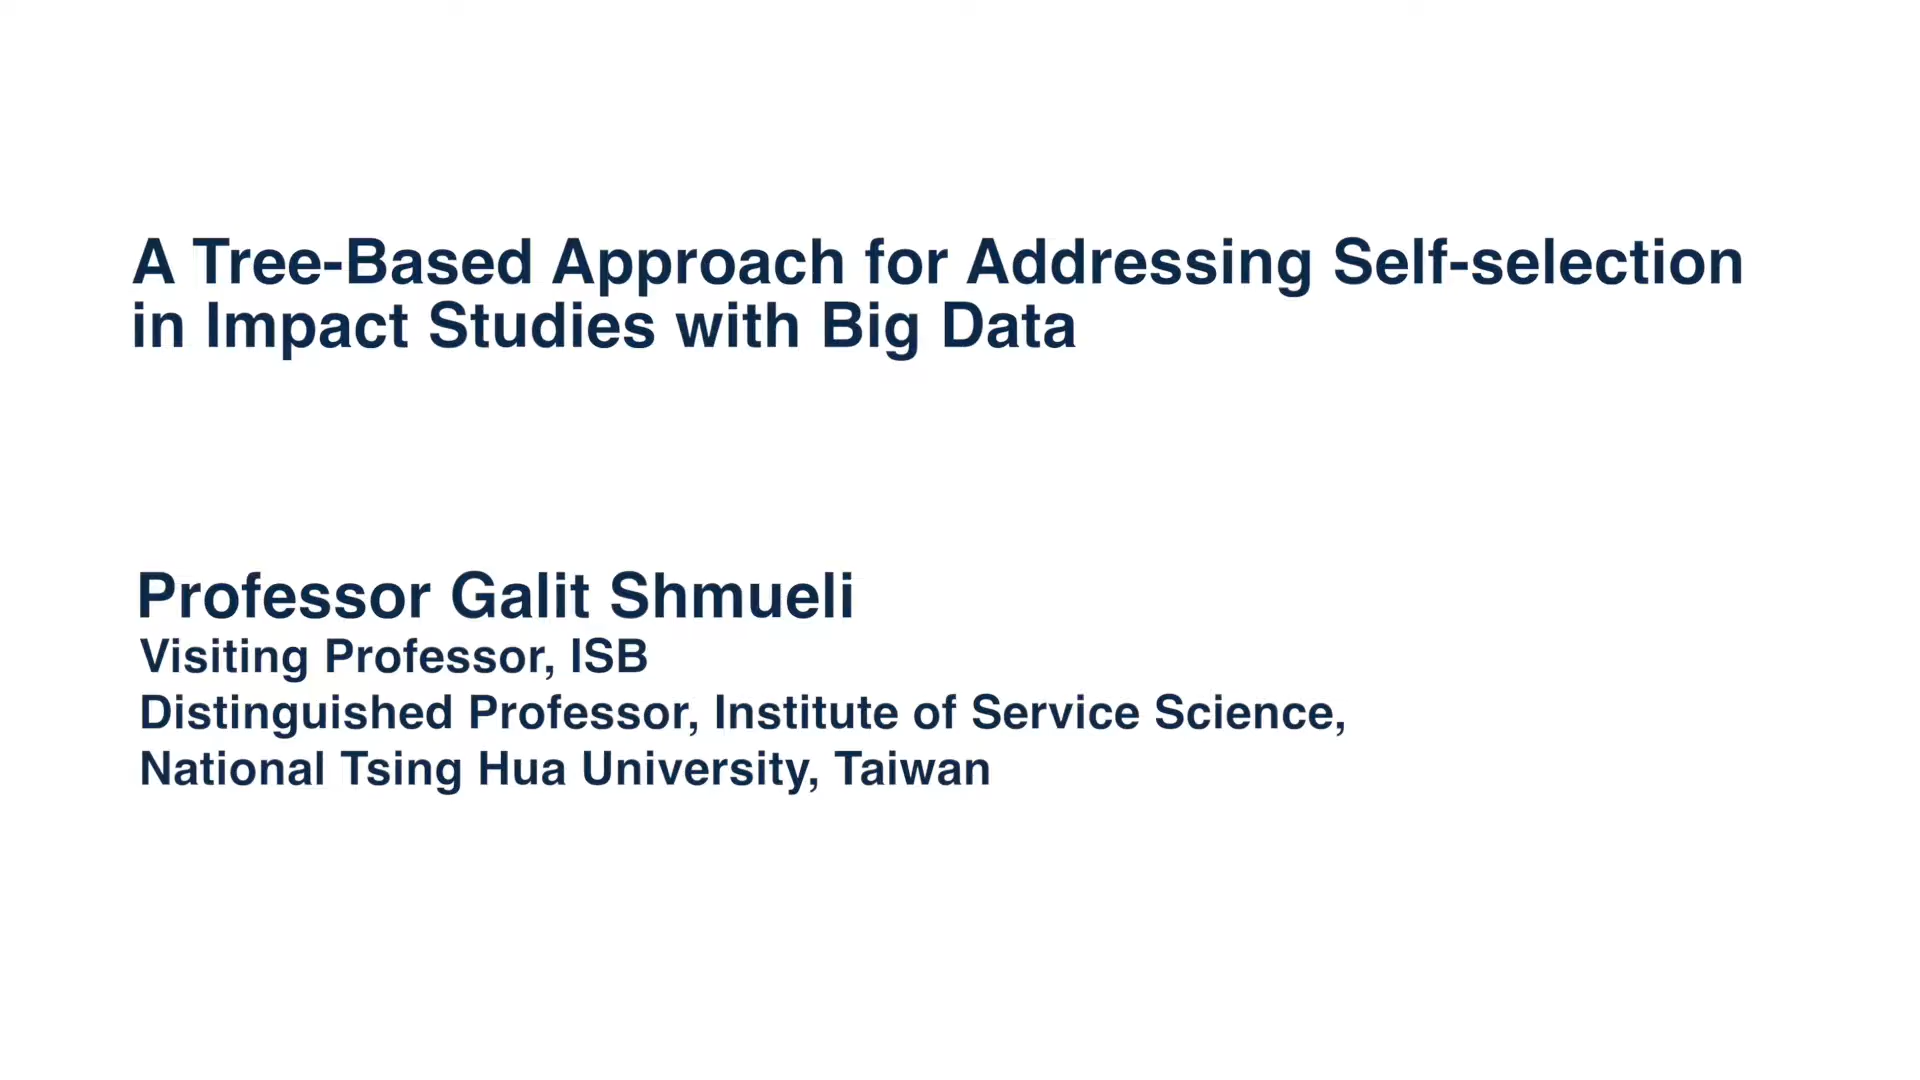 A Tree-Based Approach for Addressing Self-selection
in Impact Studies with Big Data
Professor Galit Shmueli
Visiting Professor, ISB
Distinguished Professor, Institute of Service Science,
National Tsing Hua University, Taiwan